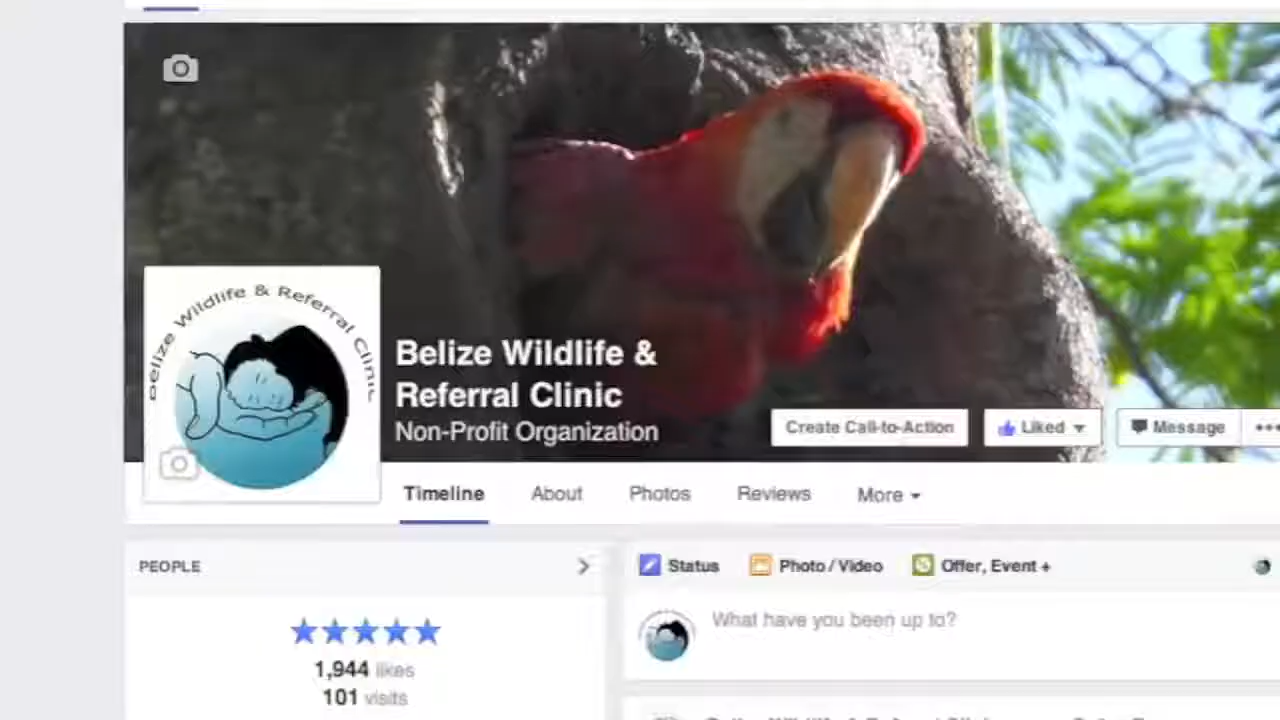 Belize Wildlife & Referral Clinic
Belize Wildlife &
Referral Clinic
Non-Profit Organization
Create Call-to-Action
Liked
Message
Timeline
About
Photos
Reviews
More
PEOPLE
Status
Photo / Video
Offer, Event +
What have you been up to?
1,944 likes
101 visits